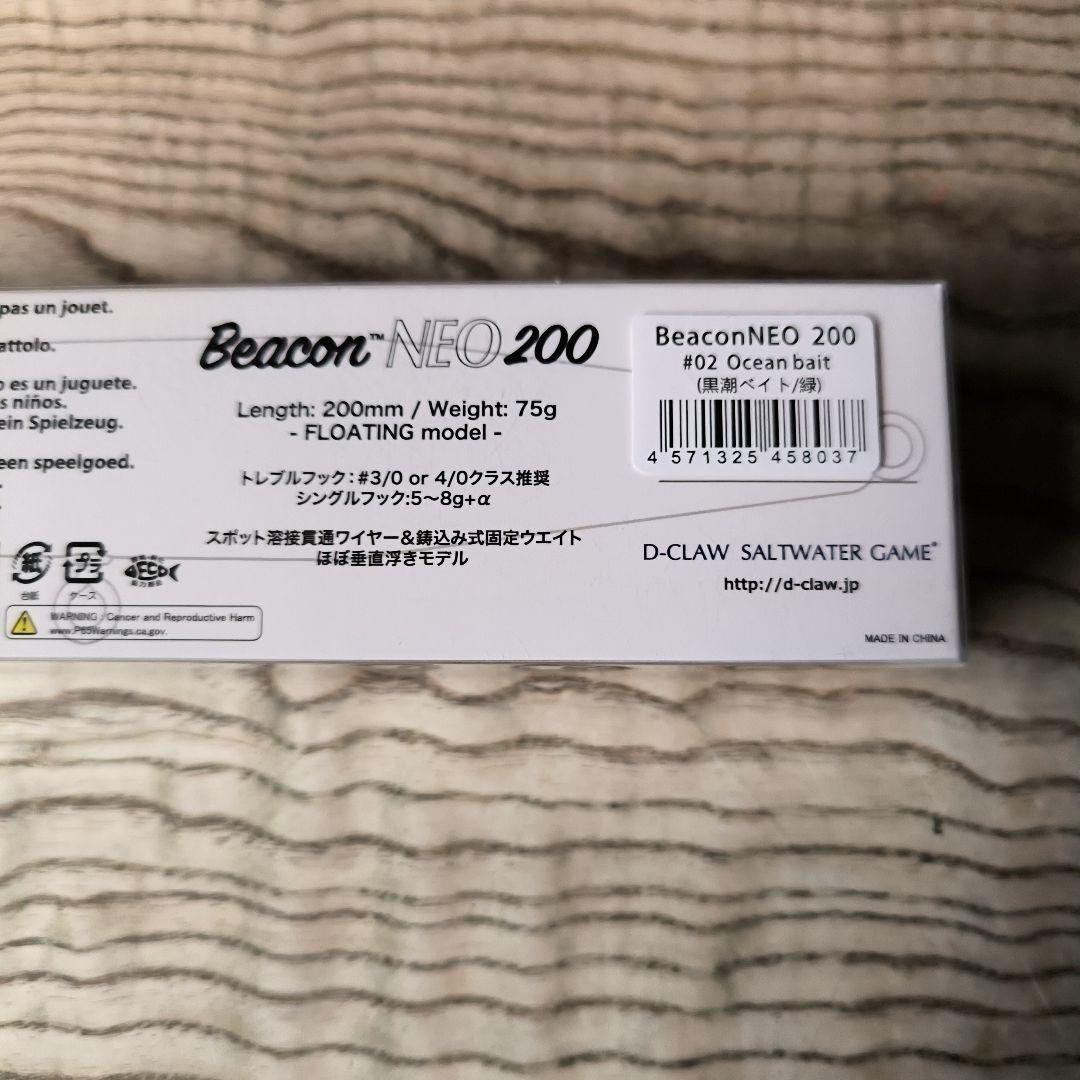 pas un jouet.
attolo.
o es un juguete.
s niños.
ein Spielzeug.
een speelgoed.
Beacon™ NEO 200
Length: 200mm / Weight: 75g
- FLOATING model -
トレブルフック：#3/0 or 4/0クラス推奨
シングルフック:5〜8g+α
スポット溶接貫通ワイヤー＆鋳込み式固定ウエイト
ほぼ垂直浮きモデル
紙
台紙
プラ
ケース
ECO
WARNING : Cancer and Reproductive Harm
www.P65Warnings.ca.gov.
BeaconNEO 200
#02 Ocean bait
(黒潮ベイト/緑)
4 571325 458037
D-CLAW SALTWATER GAME®
http://d-claw.jp
MADE IN CHINA